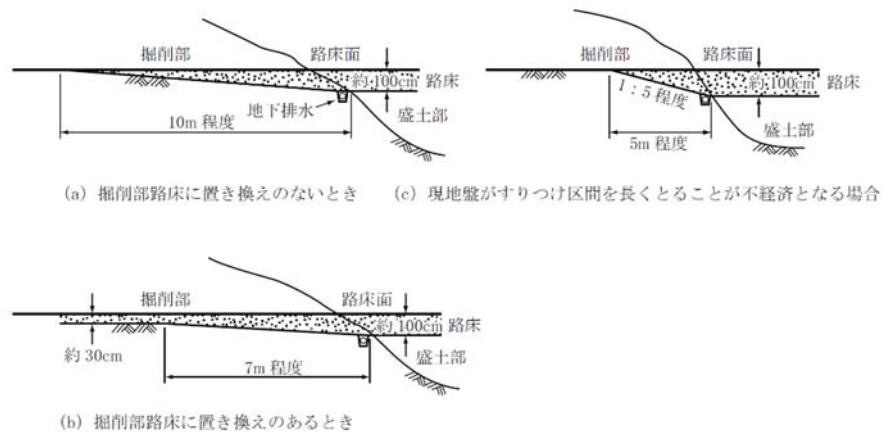 掘削部
路床面
約100cm 路床
地下排水
盛土部
10m 程度
(a) 掘削部路床に置き換えのないとき
掘削部
路床面
約100cm 路床
1:5 程度
盛土部
5m 程度
(c) 現地盤がすりつけ区間を長くとることが不経済となる場合
掘削部
路床面
約100cm 路床
約30cm
盛土部
7m 程度
(b) 掘削部路床に置き換えのあるとき